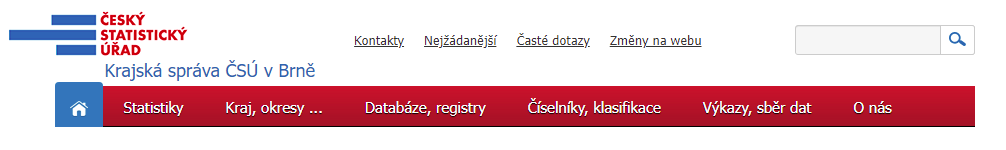 ČESKÝ
STATISTICKÝ
ÚŘAD
Krajská správa ČSÚ v Brně
Kontakty Nejžádanější Časté dotazy Změny na webu
Statistiky Kraj, okresy ... Databáze, registry Číselníky, klasifikace Výkazy, sběr dat O nás